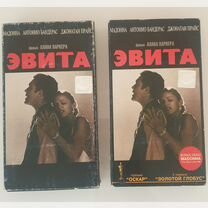 МАДОННА АНТОНИО БАНДЕРАС ДЖОНАТАН ПРАЙС
ФИЛЬМ АЛАНА ПАРКЕРА
ЭВИТА
МАДОННА АНТОНИО БАНДЕРАС ДЖОНАТАН ПРАЙС
ФИЛЬМ АЛАНА ПАРКЕРА
ЭВИТА
MADONNA
"ОСКАР"
"ЗОЛОТОЙ ГЛОБУС"